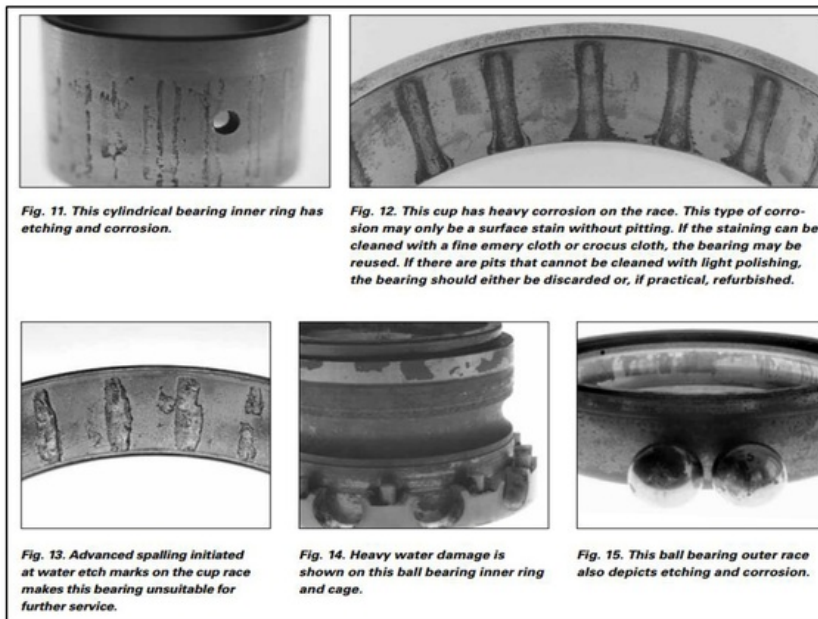 Fig. 11. This cylindrical bearing inner ring has
etching and corrosion.
Fig. 12. This cup has heavy corrosion on the race. This type of corro-
sion may only be a surface stain without pitting. If the staining can be
cleaned with a fine emery cloth or crocus cloth, the bearing may be
reused. If there are pits that cannot be cleaned with light polishing,
the bearing should either be discarded or, if practical, refurbished.
Fig. 13. Advanced spalling initiated
at water etch marks on the cup race
makes this bearing unsuitable for
further service.
Fig. 14. Heavy water damage is
shown on this ball bearing inner ring
and cage.
Fig. 15. This ball bearing outer race
also depicts etching and corrosion.